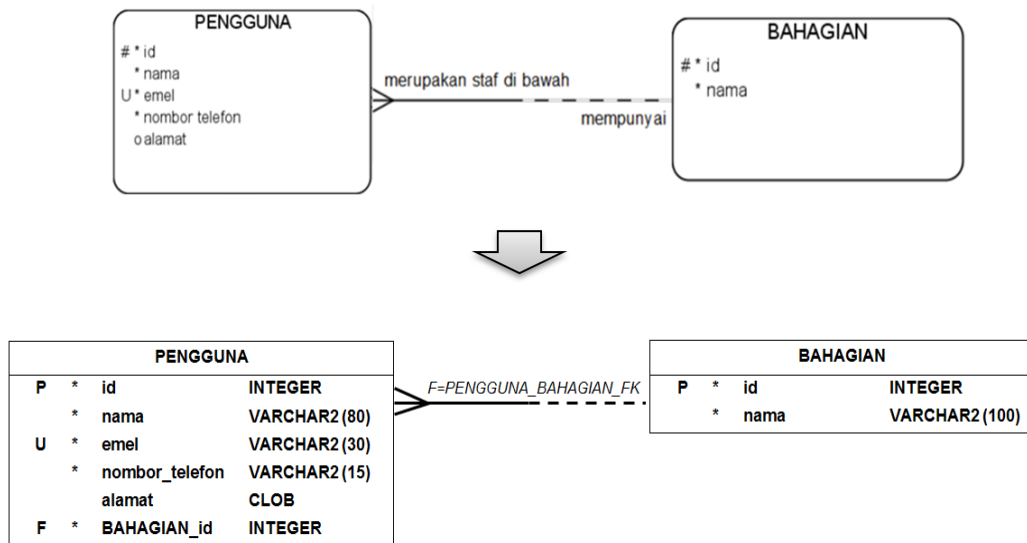 PENGGUNA
# * id
* nama
U * emel
* nombor telefon
o alamat
merupakan staf di bawah
mempunyai
BAHAGIAN
# * id
* nama
PENGGUNA
P * id INTEGER
* nama VARCHAR2 (80)
U * emel VARCHAR2 (30)
* nombor_telefon VARCHAR2 (15)
alamat CLOB
F * BAHAGIAN_id INTEGER
F=PENGGUNA_BAHAGIAN_FK
BAHAGIAN
P * id INTEGER
* nama VARCHAR2 (100)